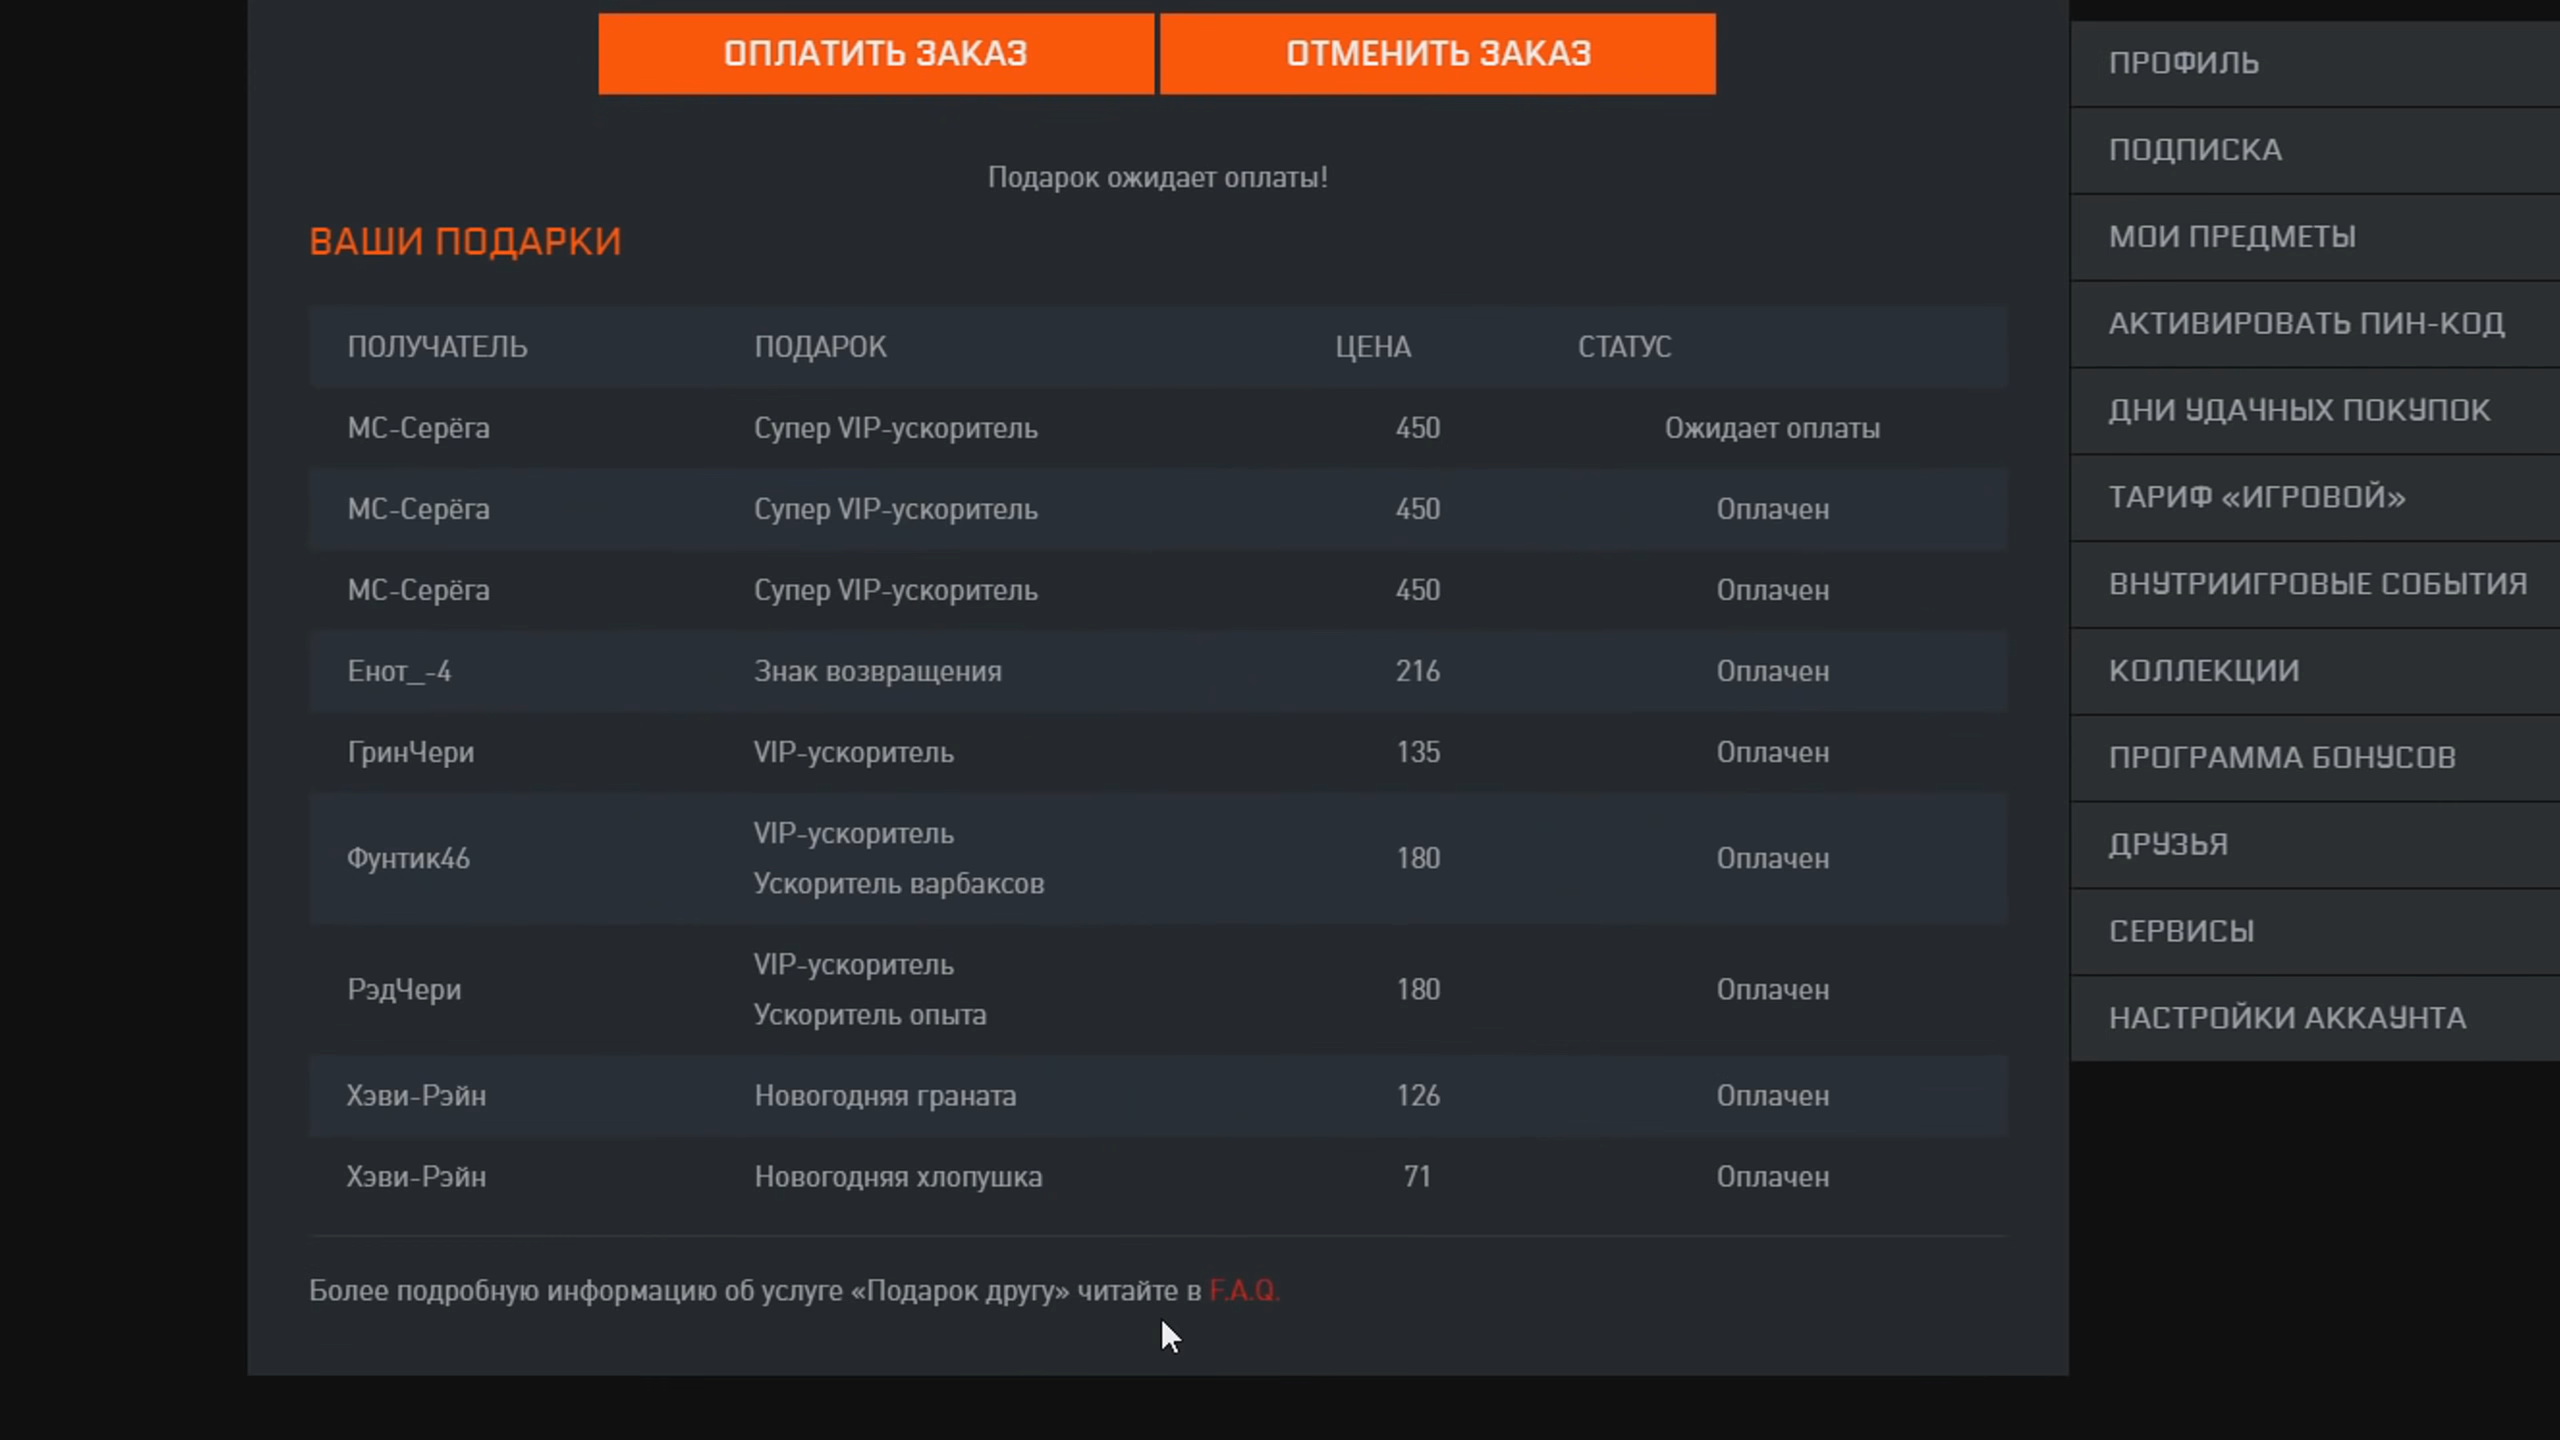 ОПЛАТИТЬ ЗАКАЗ ОТМЕНИТЬ ЗАКАЗ
Подарок ожидает оплаты!
ВАШИ ПОДАРКИ
ПОЛУЧАТЕЛЬ ПОДАРОК ЦЕНА СТАТУС
МС-Серёга Супер VIP-ускоритель 450 Ожидает оплаты
МС-Серёга Супер VIP-ускоритель 450 Оплачен
МС-Серёга Супер VIP-ускоритель 450 Оплачен
Енот_-4 Знак возвращения 216 Оплачен
ГринЧери VIP-ускоритель 135 Оплачен
Фунтик46 VIP-ускоритель 180 Оплачен
Ускоритель варбаксов
РэдЧери VIP-ускоритель 180 Оплачен
Ускоритель опыта
Хэви-Рэйн Новогодняя граната 126 Оплачен
Хэви-Рэйн Новогодняя хлопушка 71 Оплачен
Более подробную информацию об услуге «Подарок другу» читайте в F.A.Q.
ПРОФИЛЬ
ПОДПИСКА
МОИ ПРЕДМЕТЫ
АКТИВИРОВАТЬ ПИН-КОД
ДНИ УДАЧНЫХ ПОКУПОК
ТАРИФ «ИГРОВОЙ»
ВНУТРИИГРОВЫЕ СОБЫТИЯ
КОЛЛЕКЦИИ
ПРОГРАММА БОНУСОВ
ДРУЗЬЯ
СЕРВИСЫ
НАСТРОЙКИ АККАУНТА